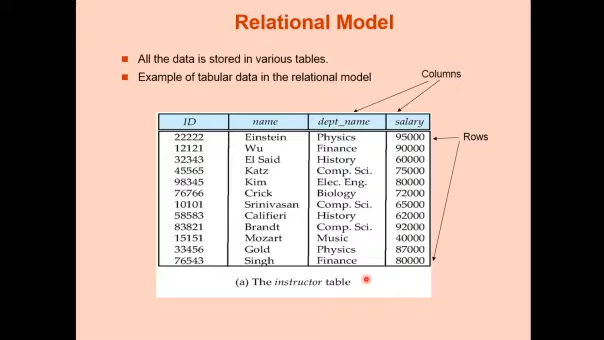 Relational Model
All the data is stored in various tables.
Example of tabular data in the relational model
Columns
ID name dept_name salary
22222 Einstein Physics 95000
Rows
12121 Wu Finance 90000
32343 El Said History 60000
45565 Katz Comp. Sci. 75000
98345 Kim Elec. Eng. 80000
76766 Crick Biology 72000
10101 Srinivasan Comp. Sci. 65000
58583 Califieri History 62000
83821 Brandt Comp. Sci. 92000
15151 Mozart Music 40000
33456 Gold Physics 87000
76543 Singh Finance 80000
(a) The instructor table